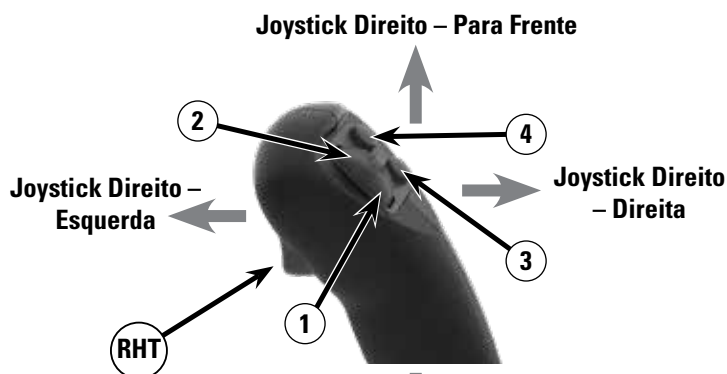 Joystick Direito – Para Frente
2
4
Joystick Direito –
Esquerda
Joystick Direito
– Direita
3
1
RHT